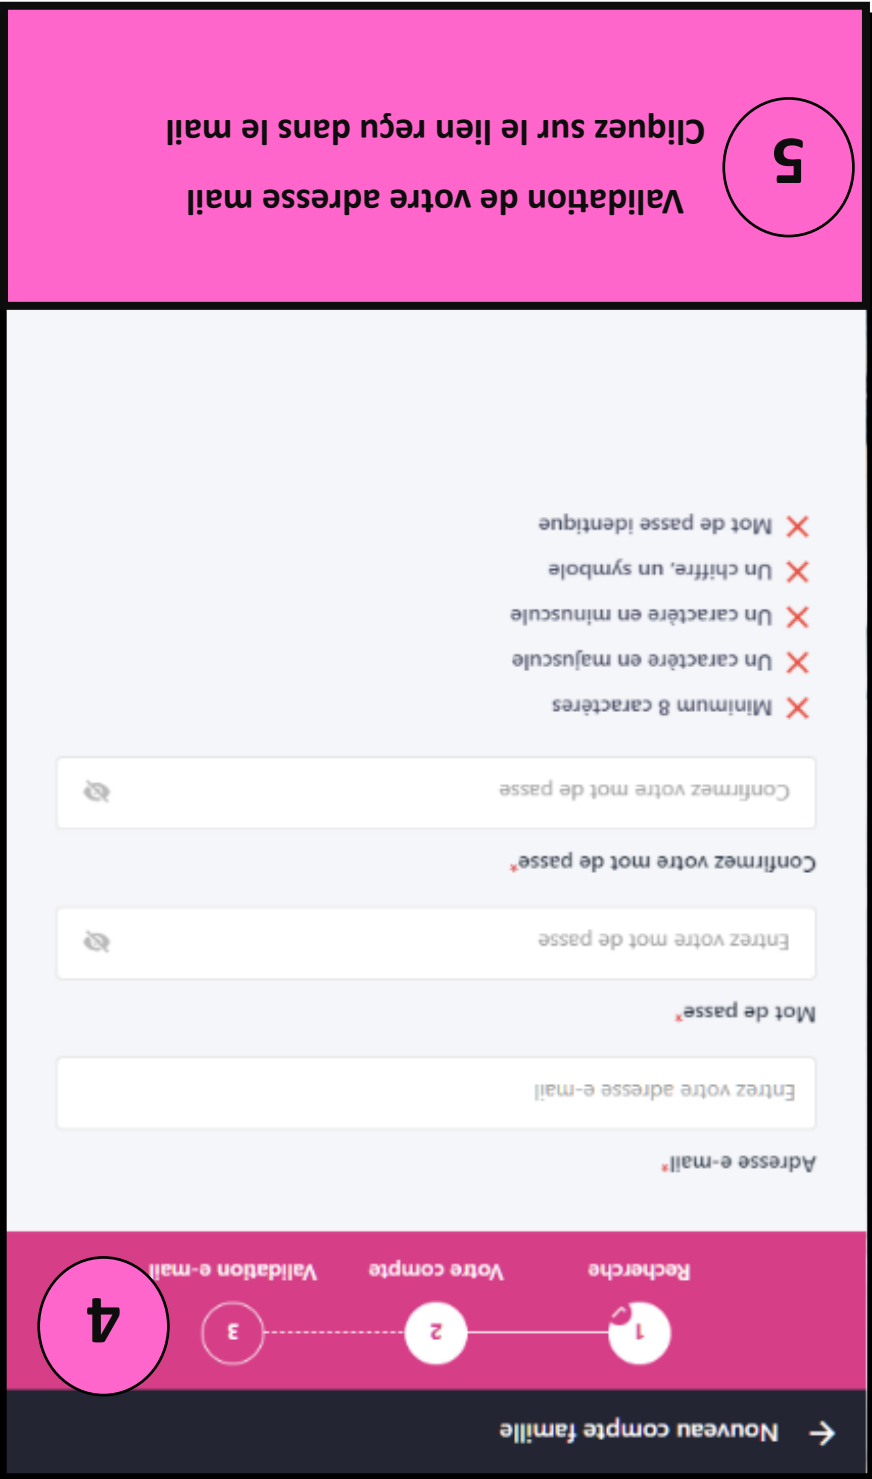 Nouveau compte famille
1
2
3
4
Recherche
Votre compte
Validation e-mail
Adresse e-mail*
Entrez votre adresse e-mail
Mot de passe*
Entrez votre mot de passe
Confirmez votre mot de passe*
Confirmez votre mot de passe
Minimum 8 caractères
Un caractère en majuscule
Un caractère en minuscule
Un chiffre, un symbole
Mot de passe identique
5
Validation de votre adresse mail
Cliquez sur le lien reçu dans le mail